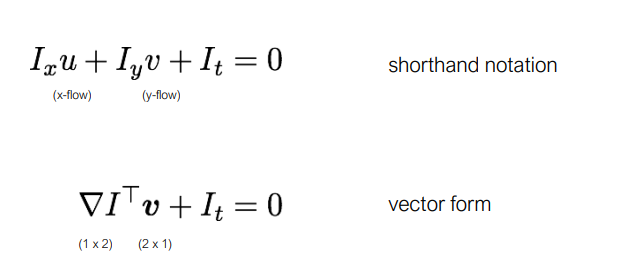 I_x u + I_y v + I_t = 0 shorthand notation
(x-flow) (y-flow)
∇I^⊤ v + I_t = 0 vector form
(1 x 2) (2 x 1)